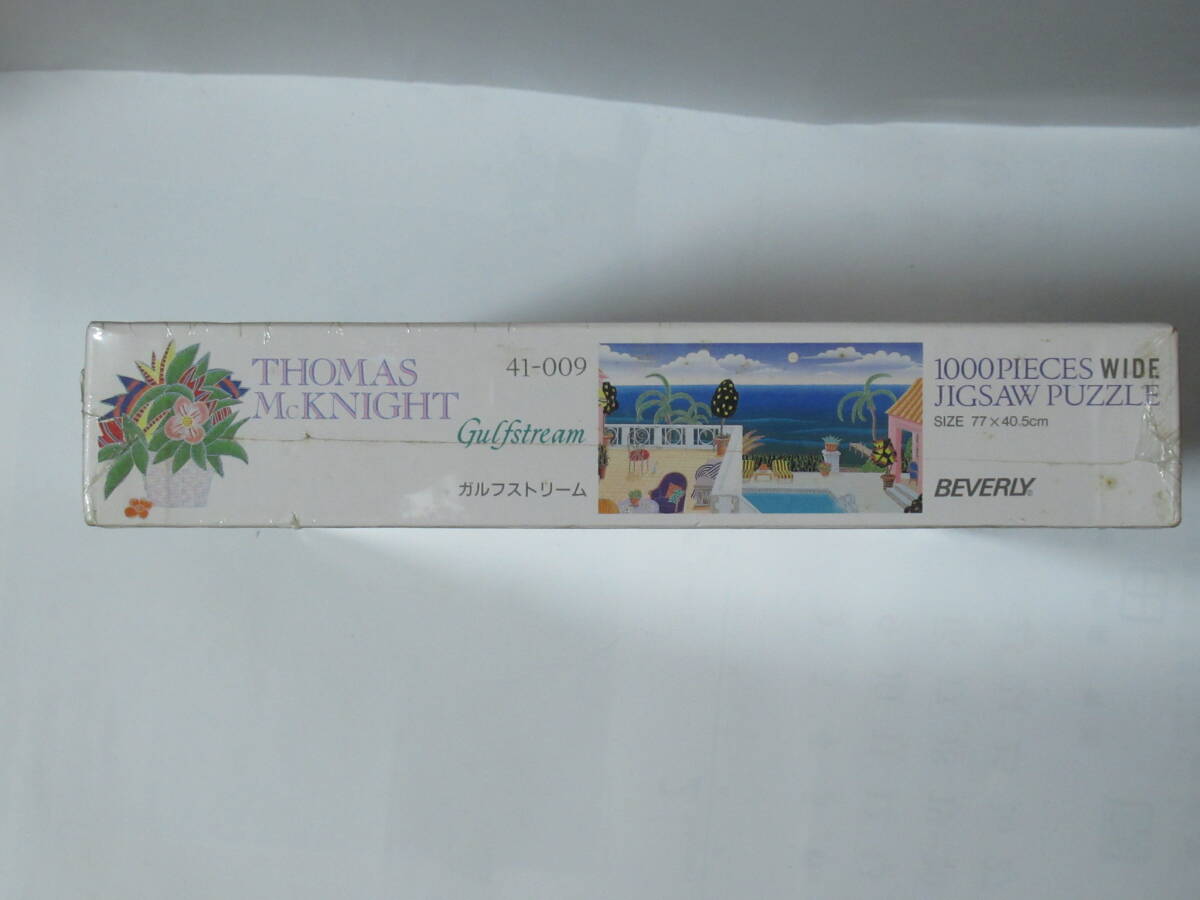 THOMAS
McKNIGHT
41-009
Gulfstream
ガルフストリーム
1000PIECES WIDE
JIGSAW PUZZLE
SIZE 77×40.5cm
BEVERLY®